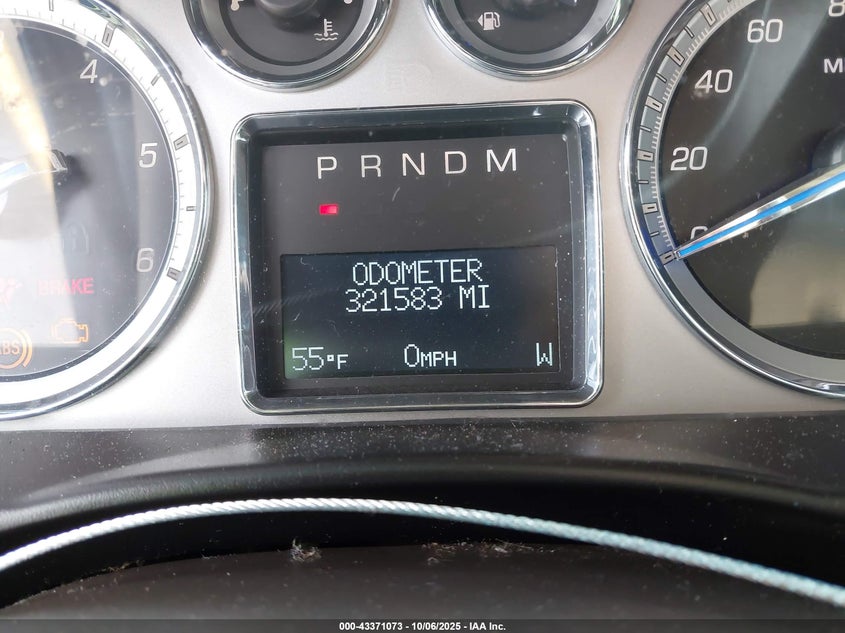 4
5
6
BRAKE
ABS
P R N D M
ODOMETER
321583 MI
55°F 0MPH W
60
40
20
0
M
000-43371073 | 10/06/2025 - IAA Inc.